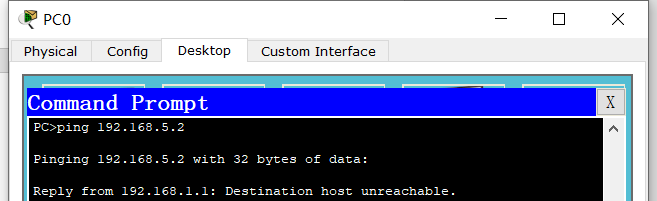 PC0
Physical Config Desktop Custom Interface
Command Prompt X
PC>ping 192.168.5.2
Pinging 192.168.5.2 with 32 bytes of data:
Reply from 192.168.1.1: Destination host unreachable.